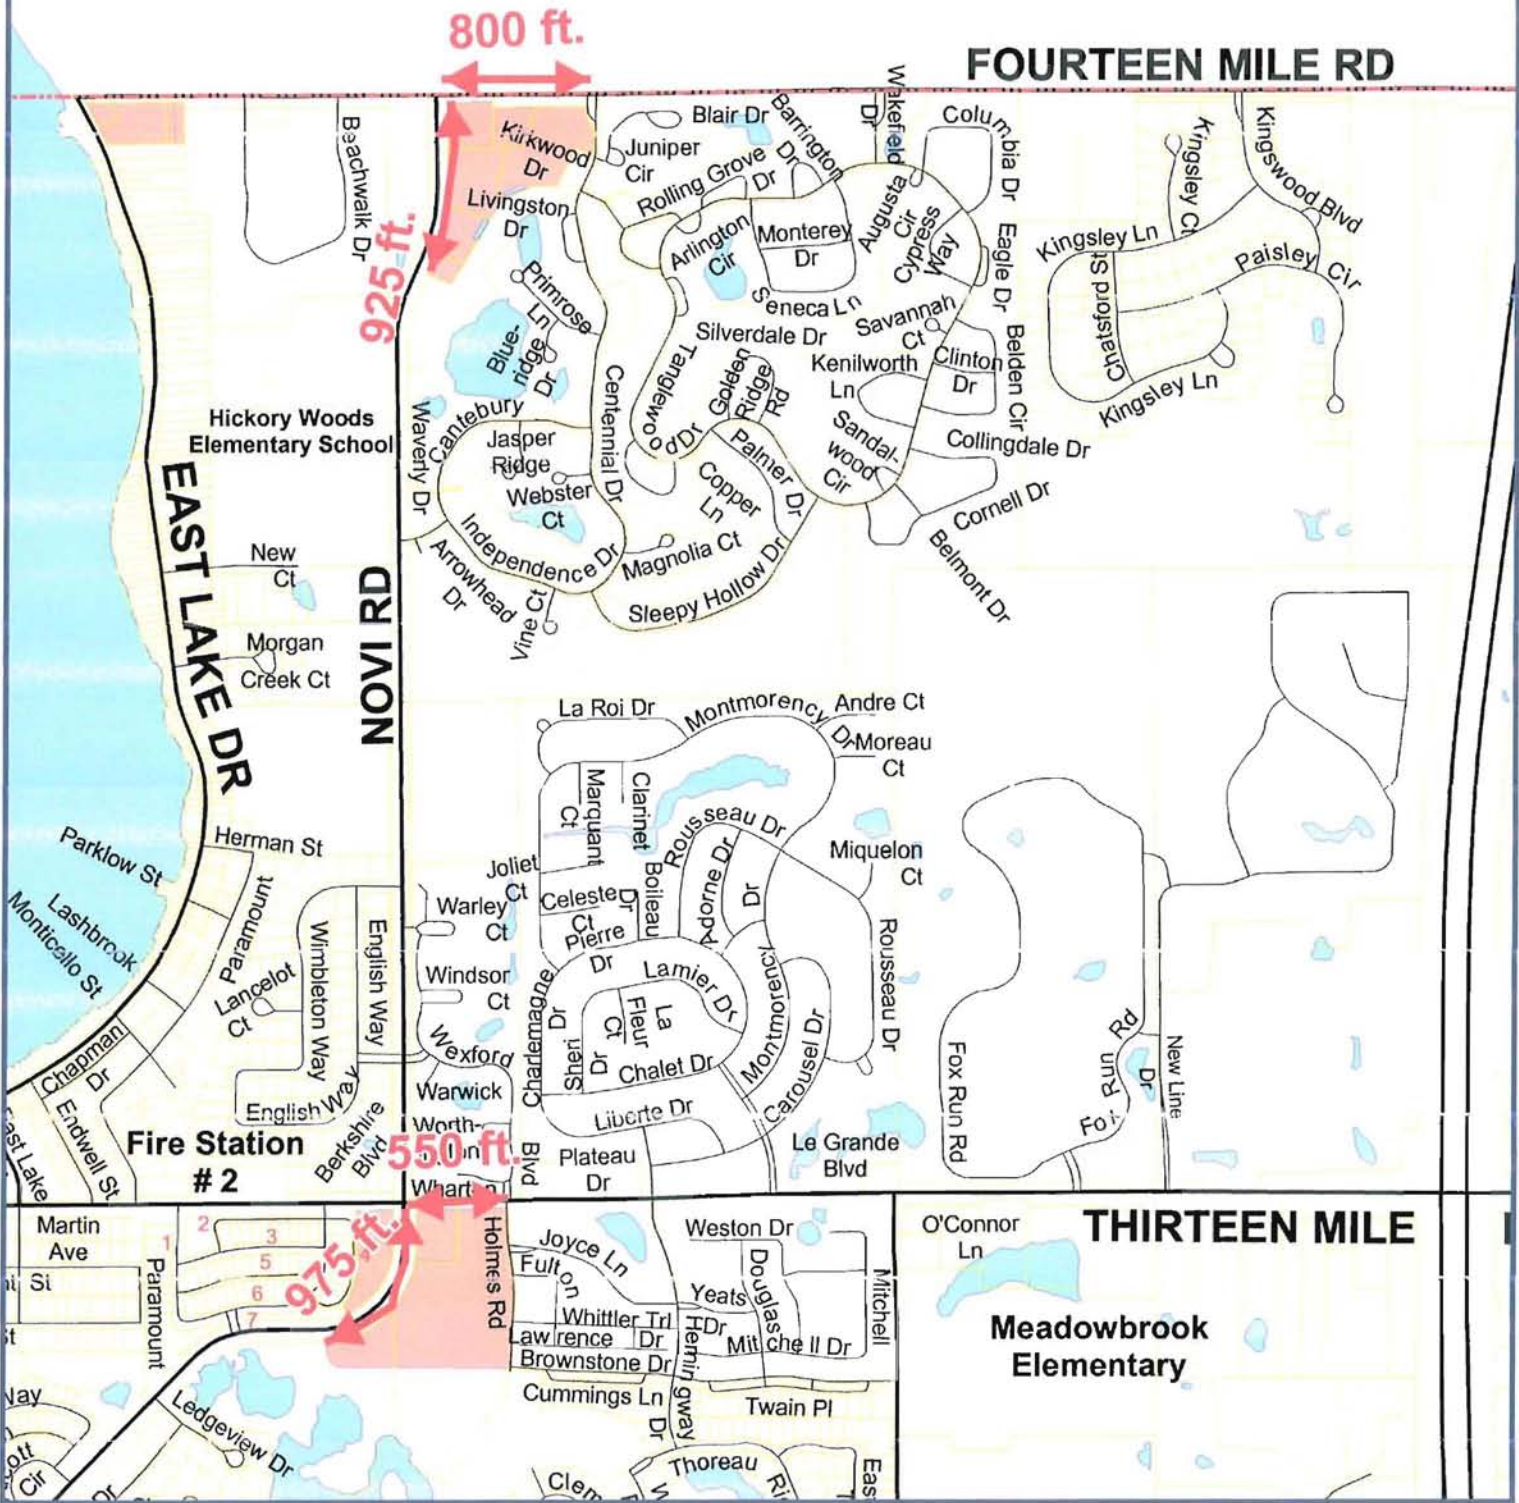 800 ft.
FOURTEEN MILE RD
Kirkwood
Dr
Beachwalk Dr
Livingston
Dr
925 ft.
Juniper
Cir
Blair Dr
Barrington
Dr
Rolling Grove
Dr
Wakefield
Dr
Columbia Dr
Kingsley Ct
Kingswood Blvd
Arlington
Cir
Monterey
Dr
Augusta
Cir
Cypress
Way
Eagle Dr
Kingsley Ln
Chatsford St
Paisley Cir
Kingsley Ln
Primrose
Ln
Blue-
ridge
Dr
Seneca Ln
Silverdale Dr
Savannah
Ct
Kenilworth
Ln
Clinton
Dr
Belden Cir
Tanglewood Dr
Golden
Ridge
Rd
Centennial Dr
Hickory Woods
Elementary School
Waverly Dr
Cantebury
Jasper
Ridge
Webster
Ct
Palmer Dr
Copper
Ln
Sandal-
wood
Cir
Collingdale Dr
Cornell Dr
Belmont Dr
EAST LAKE DR
NOVI RD
New
Ct
Independence Dr
Magnolia Ct
Sleepy Hollow Dr
Arrowhead
Dr
Vine Ct
Morgan
Creek Ct
La Roi Dr
Montmorency Dr
Andre Ct
Moreau
Ct
Marquant
Ct
Clarinet
Rousseau Dr
Herman St
Parklow St
Lashbrook
Monticello St
Paramount
Joliet
Ct
Boileau
Dr
Adorne Dr
Dr
Miquelon
Ct
Warley
Ct
Celeste
Ct
Pierre
Dr
Wimbleton Way
English Way
Lancelot
Ct
Windsor
Ct
Lamier Dr
Rousseau Dr
Charlemagne
Blvd
Sheri
Dr
La
Fleur
Ct
Dr
Montmorency
Carousel Dr
Chapman
Dr
Wexford
Chalet Dr
Fox Run Rd
Fox Run Rd
Dr
New Line
Warwick
Liberte Dr
English Way
Endwell St
East Lake
Berkshire
Blvd
Worth-
Fire Station
# 2
550 ft.
Plateau
Dr
Le Grande
Blvd
Wharton
Martin
Ave
1
2
3
5
6
7
Paramount
St
975 ft.
Holmes Rd
Joyce Ln
Weston Dr
O'Connor
Ln
THIRTEEN MILE
Fulton
Douglas
Mitchell
Yeats
Dr
Whittler Trl
Lawrence Dr
Hemingway
Dr
Mitchell Dr
Brownstone Dr
Meadowbrook
Elementary
Cummings Ln
Twain Pl
Ledgeview Dr
Thoreau
Cir
Dr
Clem
East